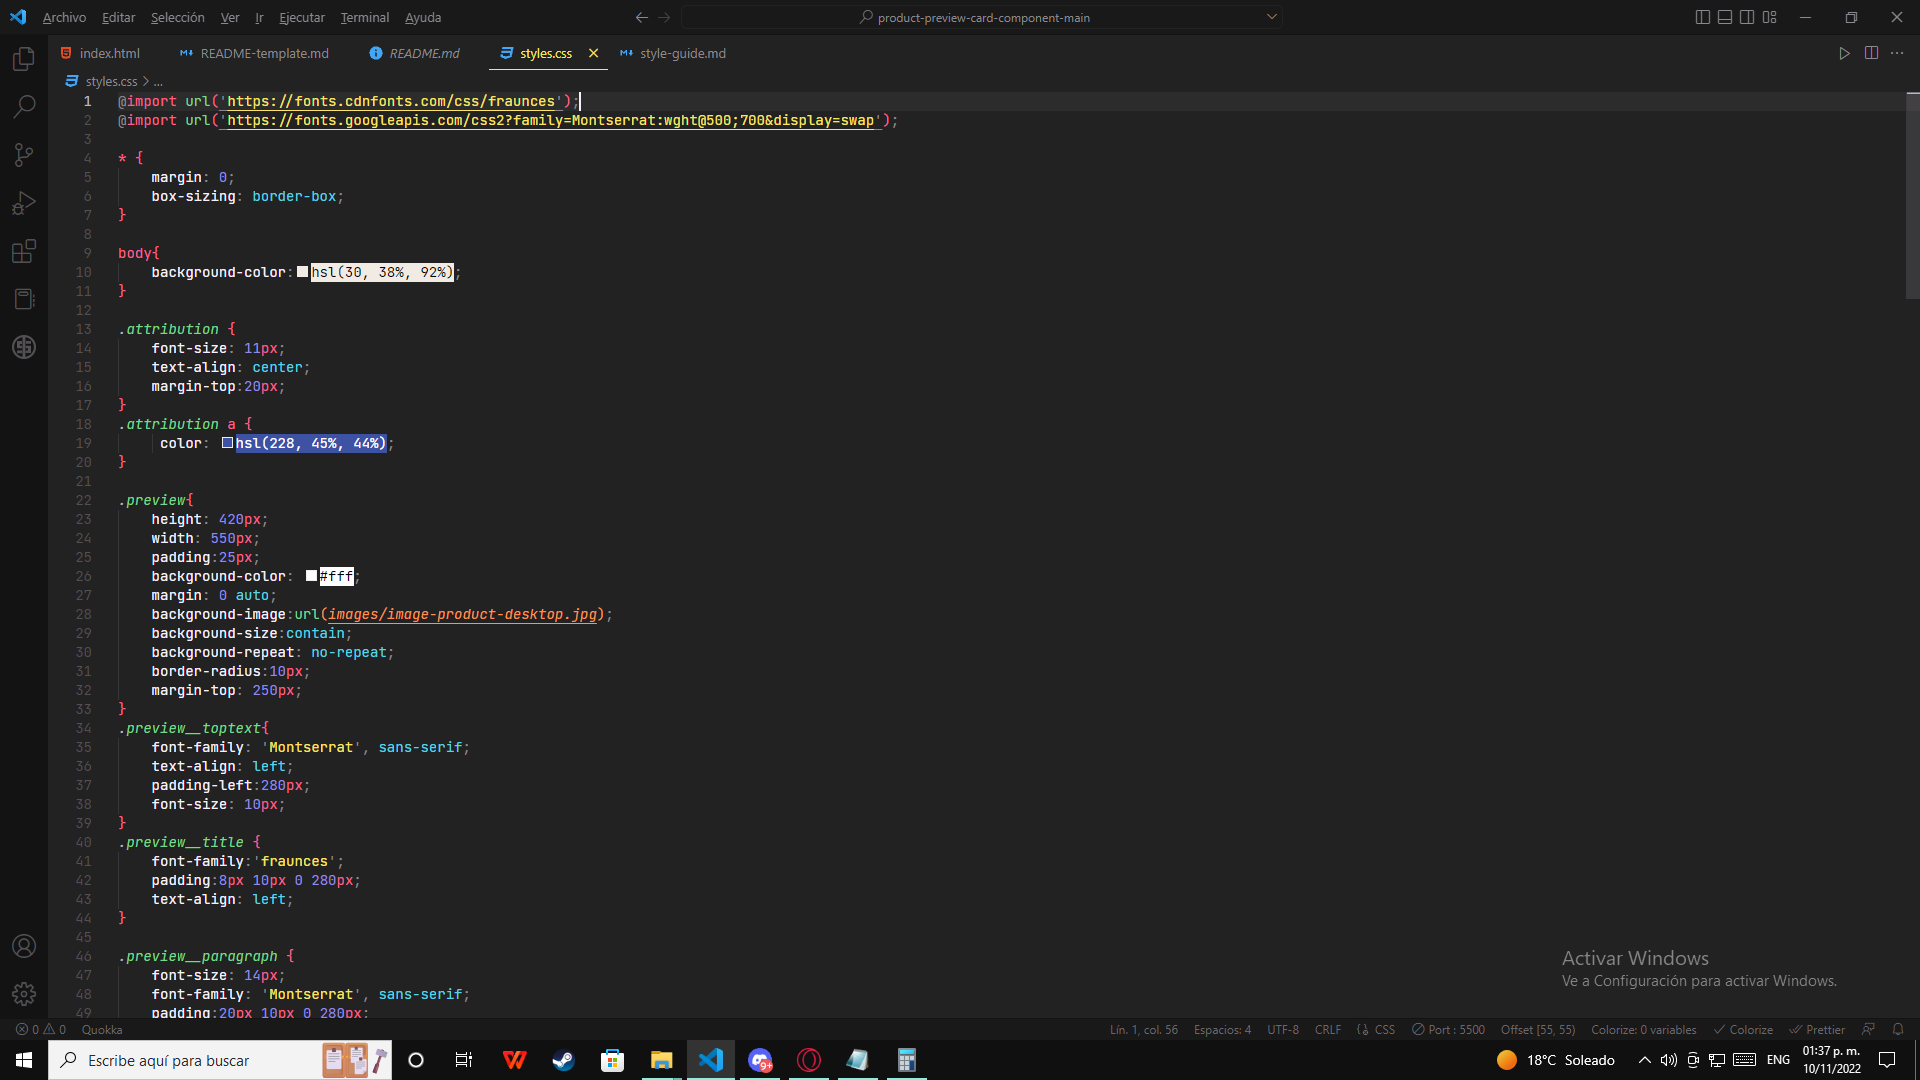 Archivo Editar Selección Ver Ir Ejecutar Terminal Ayuda
product-preview-card-component-main
index.html README-template.md README.md styles.css style-guide.md
styles.css > ...
1 @import url('https://fonts.cdnfonts.com/css/fraunces');
2 @import url('https://fonts.googleapis.com/css2?family=Montserrat:wght@500;700&display=swap');
3
4 * {
5 margin: 0;
6 box-sizing: border-box;
7 }
8
9 body{
10 background-color: hsl(30, 38%, 92%);
11 }
12
13 .attribution {
14 font-size: 11px;
15 text-align: center;
16 margin-top:20px;
17 }
18 .attribution a {
19 color: hsl(228, 45%, 44%);
20 }
21
22 .preview{
23 height: 420px;
24 width: 550px;
25 padding:25px;
26 background-color: #fff;
27 margin: 0 auto;
28 background-image:url(images/image-product-desktop.jpg);
29 background-size:contain;
30 background-repeat: no-repeat;
31 border-radius:10px;
32 margin-top: 250px;
33 }
34 .preview__toptext{
35 font-family: 'Montserrat', sans-serif;
36 text-align: left;
37 padding-left:280px;
38 font-size: 10px;
39 }
40 .preview__title {
41 font-family:'fraunces';
42 padding:8px 10px 0 280px;
43 text-align: left;
44 }
45
46 .preview__paragraph {
47 font-size: 14px;
48 font-family: 'Montserrat', sans-serif;
49 padding:20px 10px 0 280px;
Activar Windows
Ve a Configuración para activar Windows.
0 0 Quokka Lín. 1, col. 56 Espacios: 4 UTF-8 CRLF CSS Port : 5500 Offset [55, 55) Colorize: 0 variables Colorize Prettier
Escribe aquí para buscar 9+ 18°C Soleado ENG 01:37 p. m.
10/11/2022